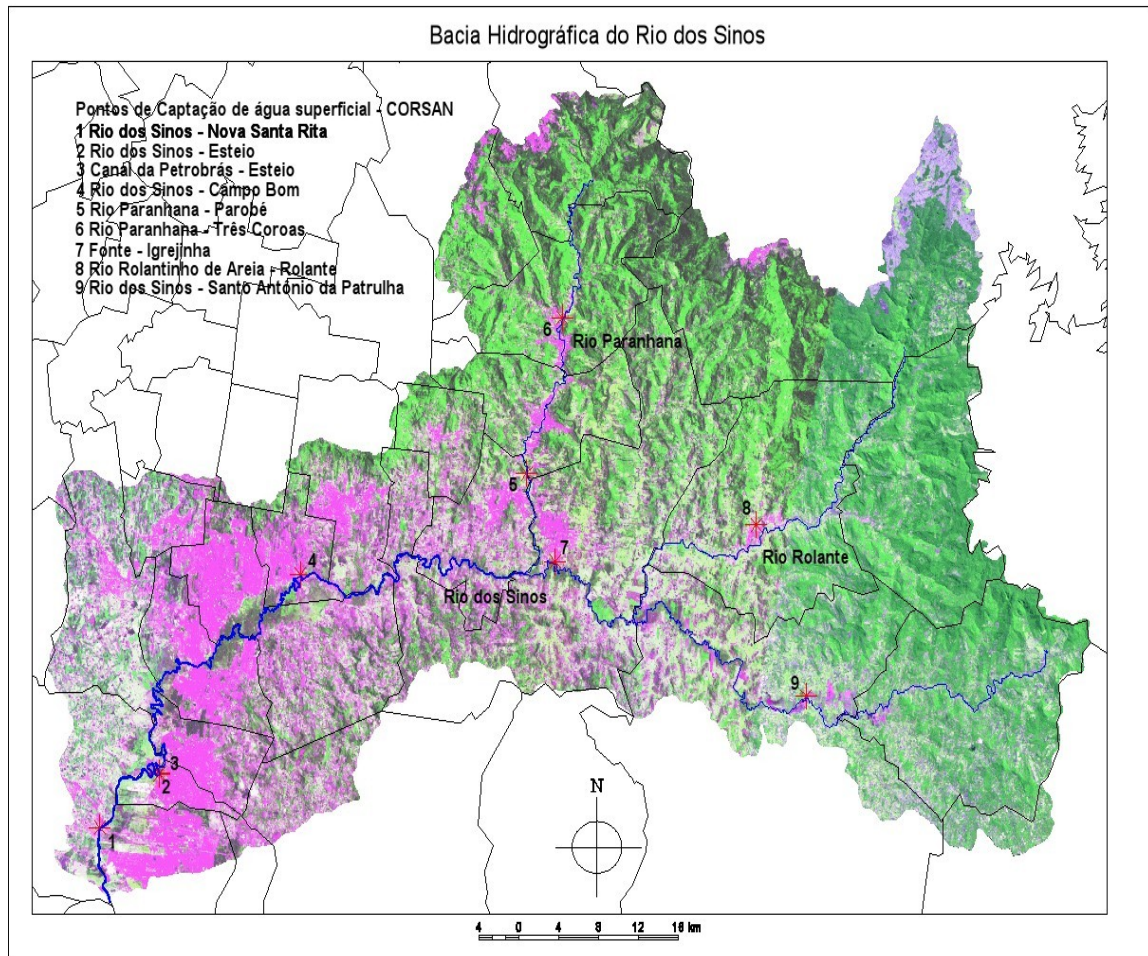 Bacia Hidrográfica do Rio dos Sinos
Pontos de Captação de água superficial - CORSAN
1 Rio dos Sinos - Nova Santa Rita
2 Rio dos Sinos - Esteio
3 Canal da Petrobrás - Esteio
4 Rio dos Sinos - Campo Bom
5 Rio Paranhana - Parobé
6 Rio Paranhana - Três Coroas
7 Fonte - Igrejinha
8 Rio Rolantinho de Areia - Rolante
9 Rio dos Sinos - Santo Antônio da Patrulha
6
Rio Paranhana
5
8
Rio Rolante
7
4
Rio dos Sinos
9
3
2
1
N
4 0 4 8 12 16 km